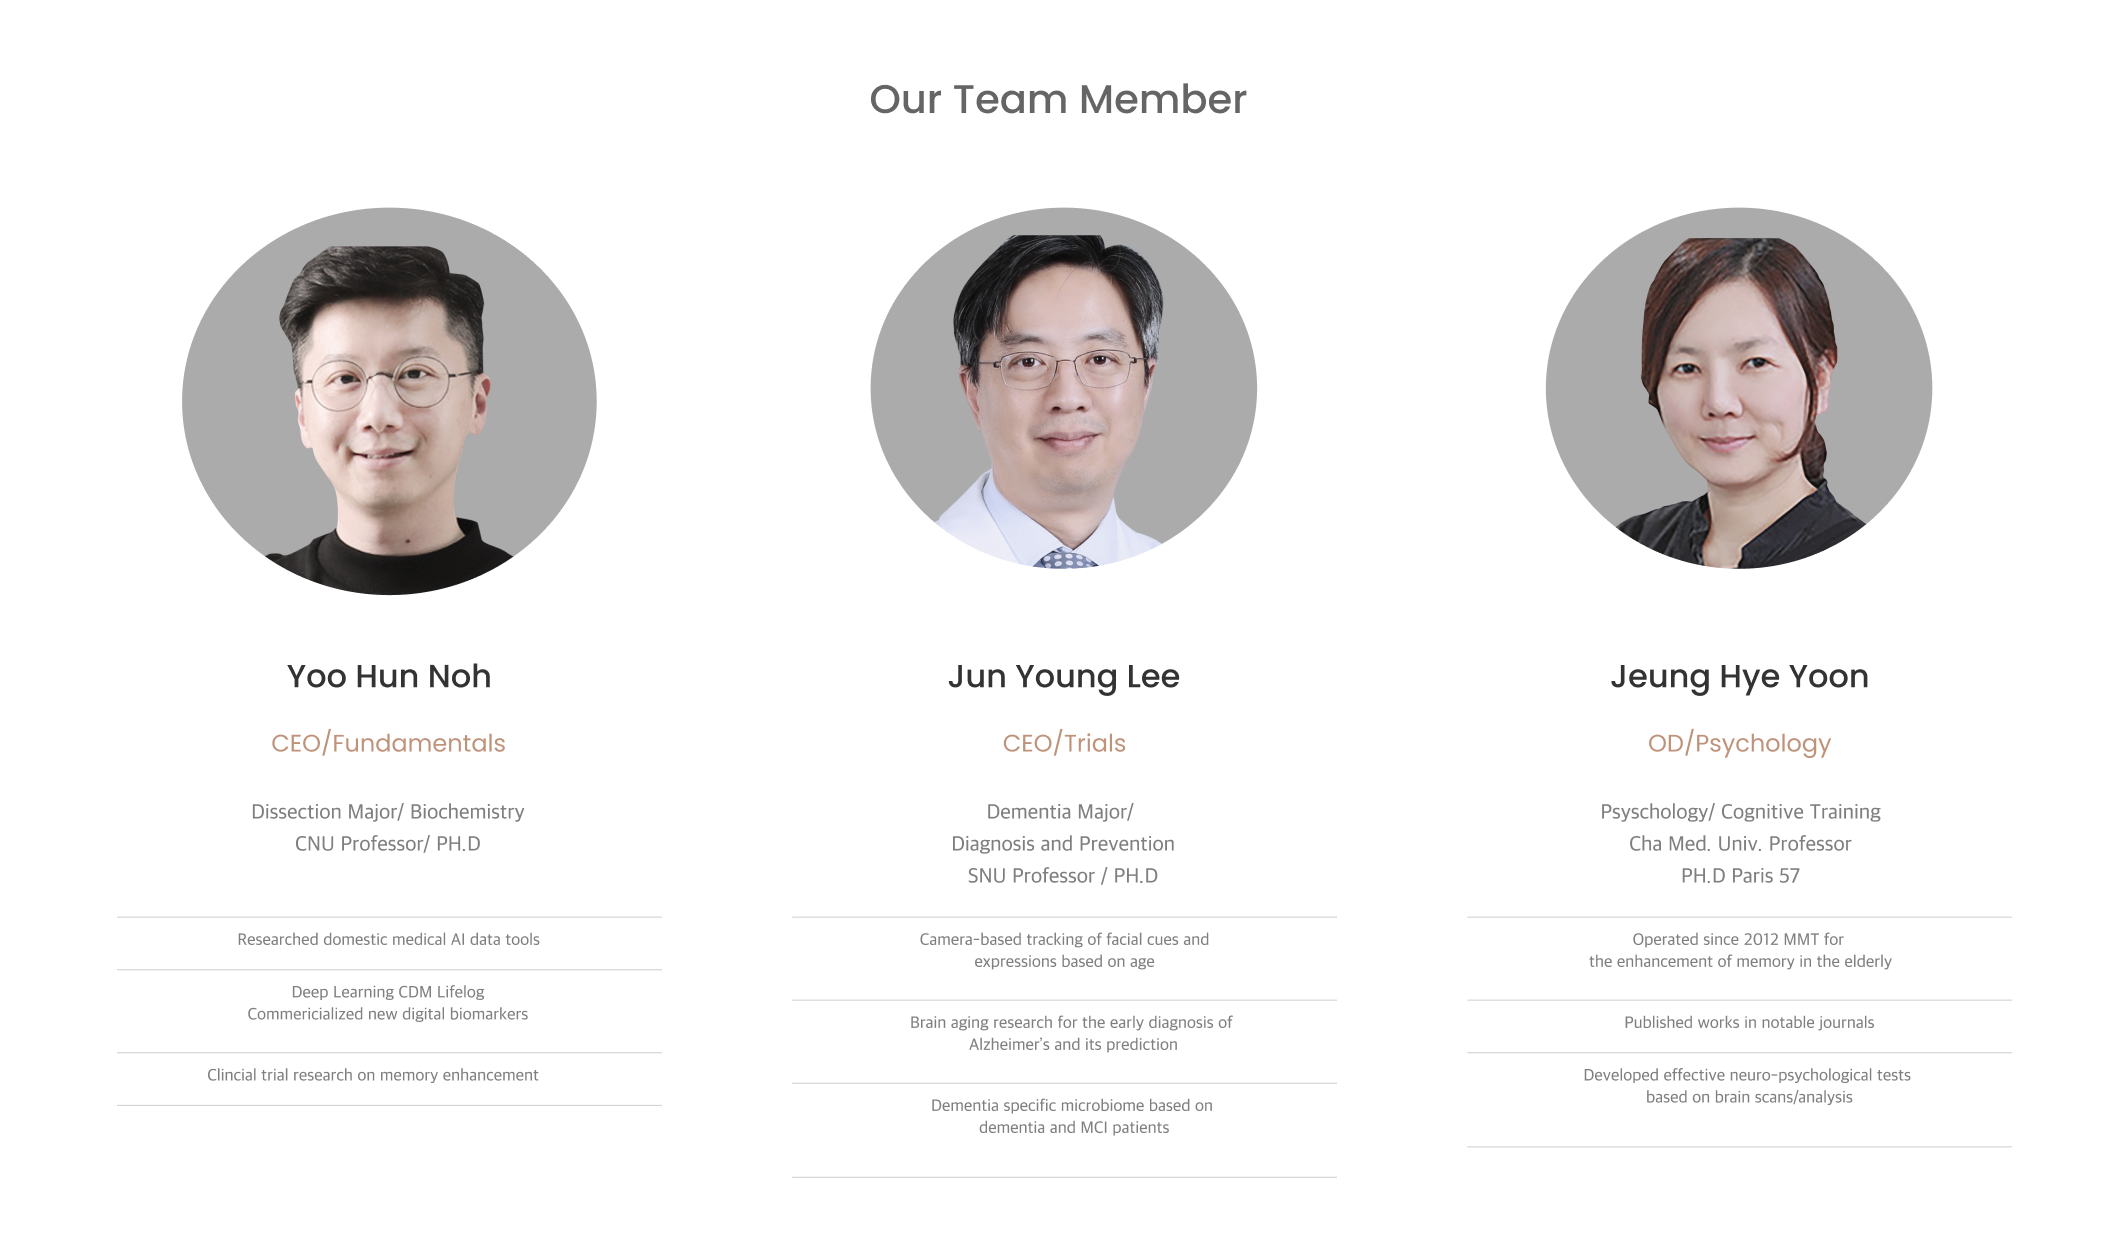 Our Team Member
Yoo Hun Noh
CEO/Fundamentals
Dissection Major/ Biochemistry
CNU Professor/ PH.D
Researched domestic medical AI data tools
Deep Learning CDM Lifelog
Commericialized new digital biomarkers
Clincial trial research on memory enhancement
Jun Young Lee
CEO/Trials
Dementia Major/
Diagnosis and Prevention
SNU Professor / PH.D
Camera-based tracking of facial cues and
expressions based on age
Brain aging research for the early diagnosis of
Alzheimer's and its prediction
Dementia specific microbiome based on
dementia and MCI patients
Jeung Hye Yoon
OD/Psychology
Psyschology/ Cognitive Training
Cha Med. Univ. Professor
PH.D Paris 57
Operated since 2012 MMT for
the enhancement of memory in the elderly
Published works in notable journals
Developed effective neuro-psychological tests
based on brain scans/analysis